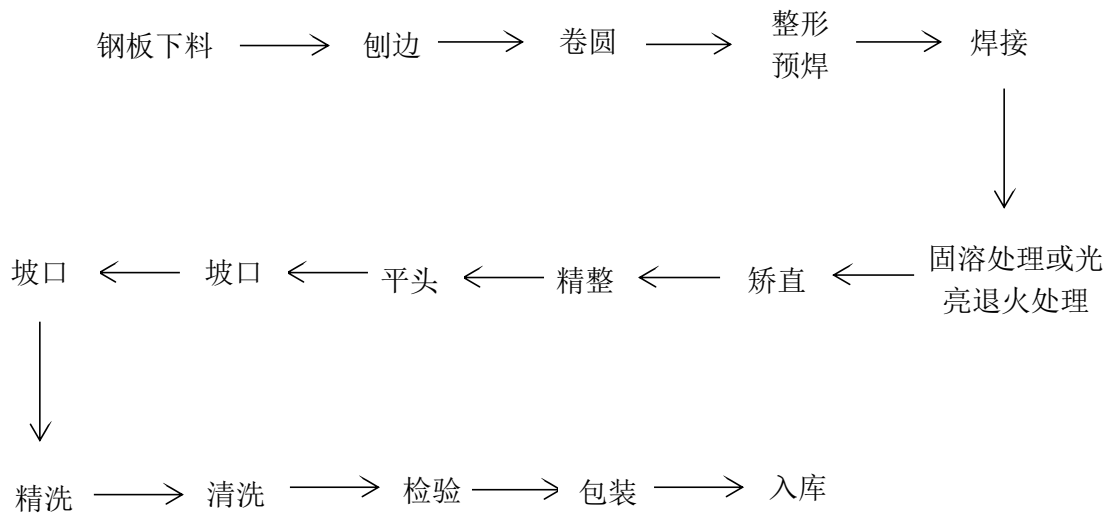 钢板下料
刨边
卷圆
整形
预焊
焊接
固溶处理或光
亮退火处理
矫直
精整
平头
坡口
坡口
精洗
清洗
检验
包装
入库